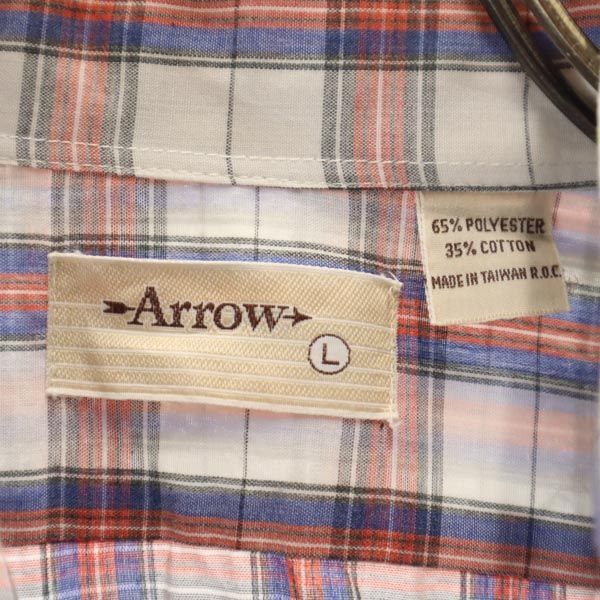 Arrow
L
65% POLYESTER
35% COTTON
MADE IN TAIWAN R.O.C.